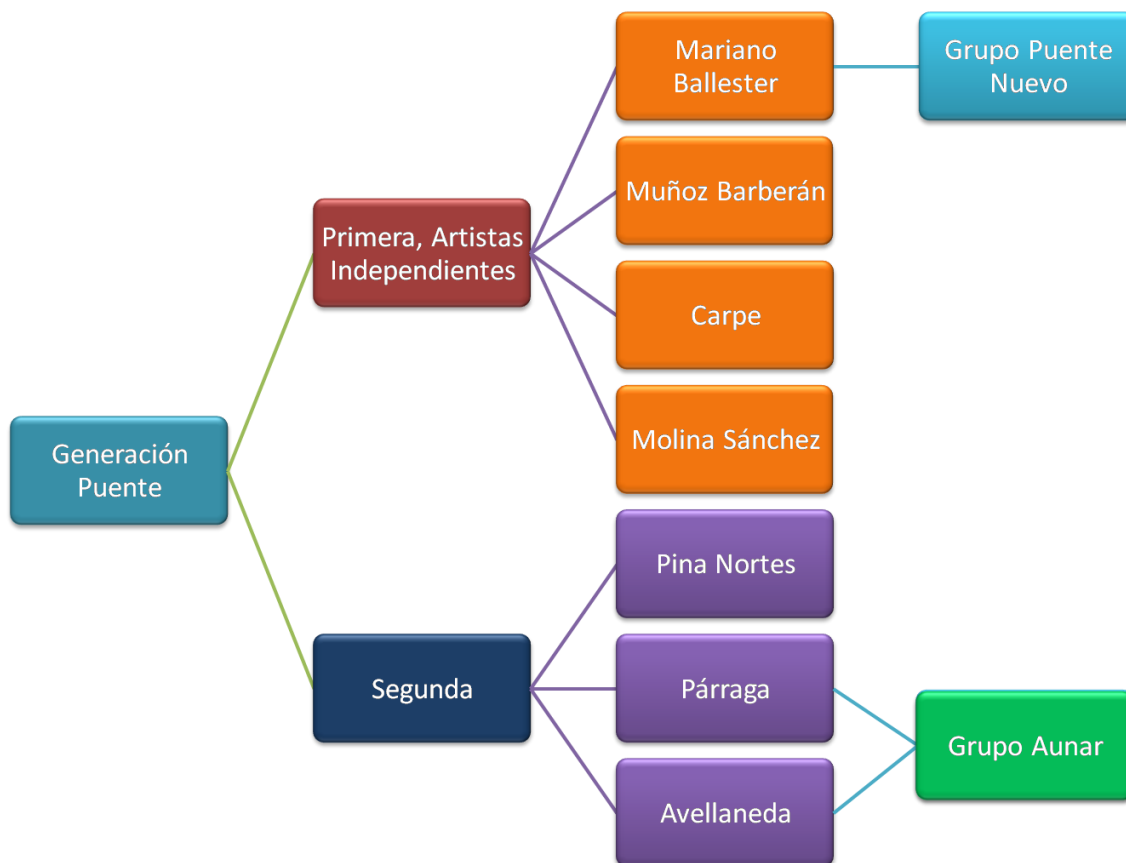 Mariano
Ballester
Grupo Puente
Nuevo
Muñoz Barberán
Primera, Artistas
Independientes
Carpe
Molina Sánchez
Generación
Puente
Pina Nortes
Segunda
Párraga
Grupo Aunar
Avellaneda